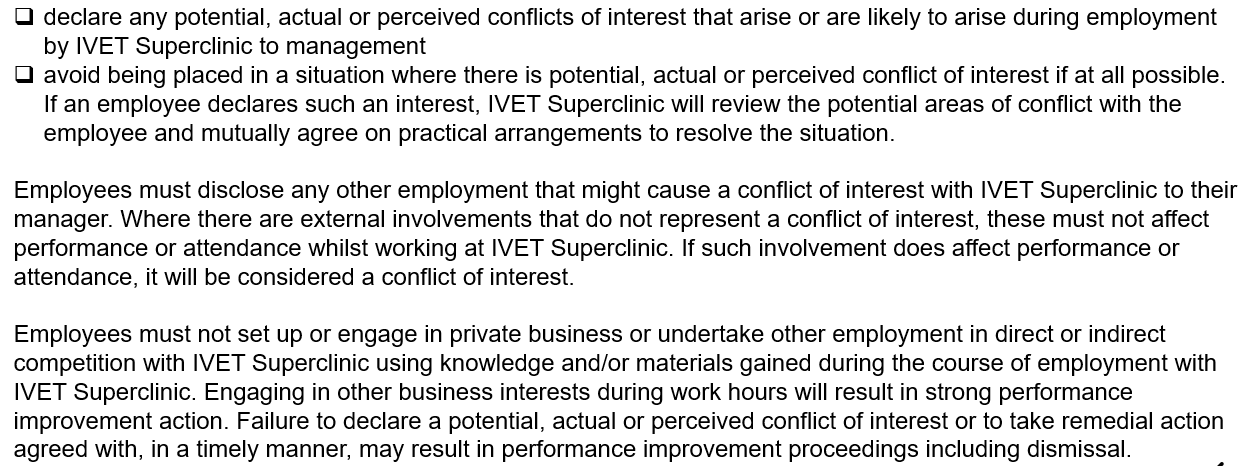 ❑ declare any potential, actual or perceived conflicts of interest that arise or are likely to arise during employment
by IVET Superclinic to management
❑ avoid being placed in a situation where there is potential, actual or perceived conflict of interest if at all possible.
If an employee declares such an interest, IVET Superclinic will review the potential areas of conflict with the
employee and mutually agree on practical arrangements to resolve the situation.
Employees must disclose any other employment that might cause a conflict of interest with IVET Superclinic to their
manager. Where there are external involvements that do not represent a conflict of interest, these must not affect
performance or attendance whilst working at IVET Superclinic. If such involvement does affect performance or
attendance, it will be considered a conflict of interest.
Employees must not set up or engage in private business or undertake other employment in direct or indirect
competition with IVET Superclinic using knowledge and/or materials gained during the course of employment with
IVET Superclinic. Engaging in other business interests during work hours will result in strong performance
improvement action. Failure to declare a potential, actual or perceived conflict of interest or to take remedial action
agreed with, in a timely manner, may result in performance improvement proceedings including dismissal.